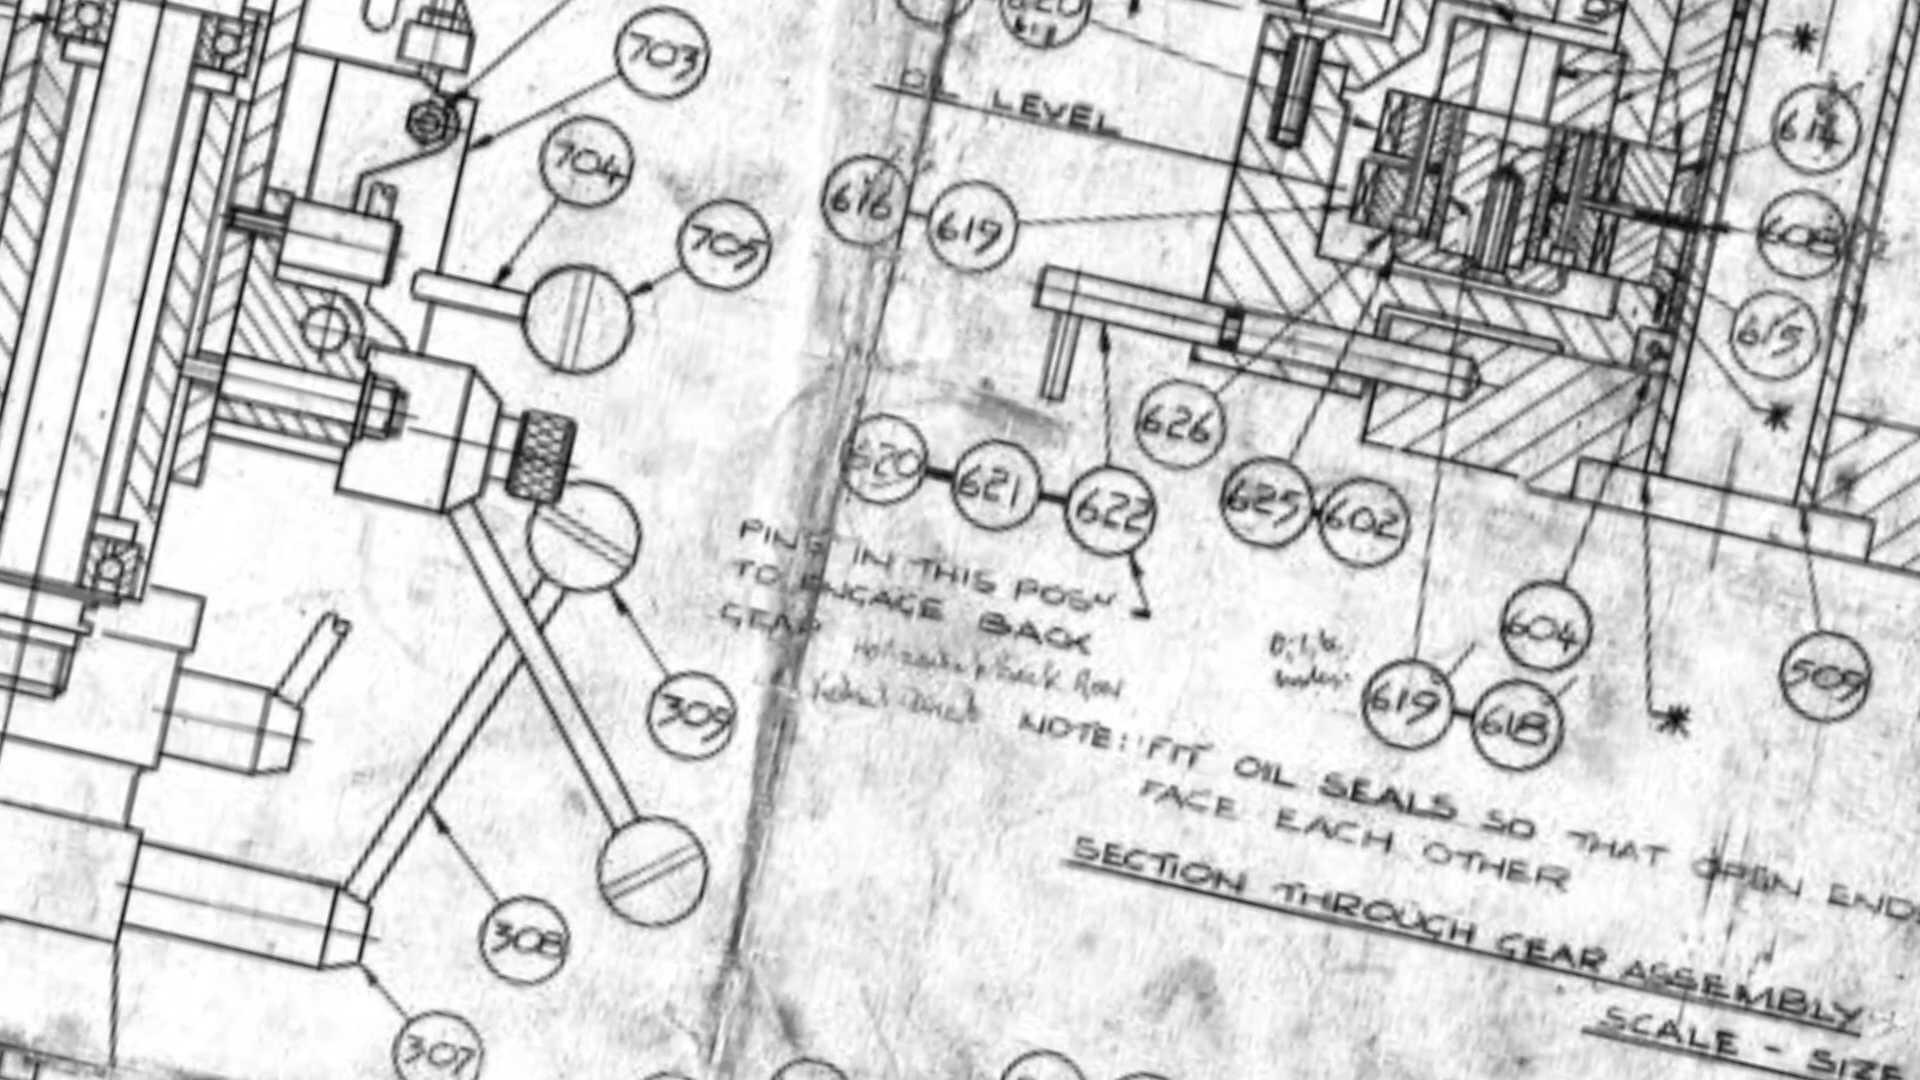 703
704
705
OIL LEVEL
616
619
614
608
615
626
620
621
622
625
602
PINS IN THIS POSN
TO ENGAGE BACK
GEAR
604
309
619
618
509
NOTE: FIT OIL SEALS SO THAT OPEN ENDS
FACE EACH OTHER
SECTION THROUGH GEAR ASSEMBLY
SCALE - SIZE
308
307